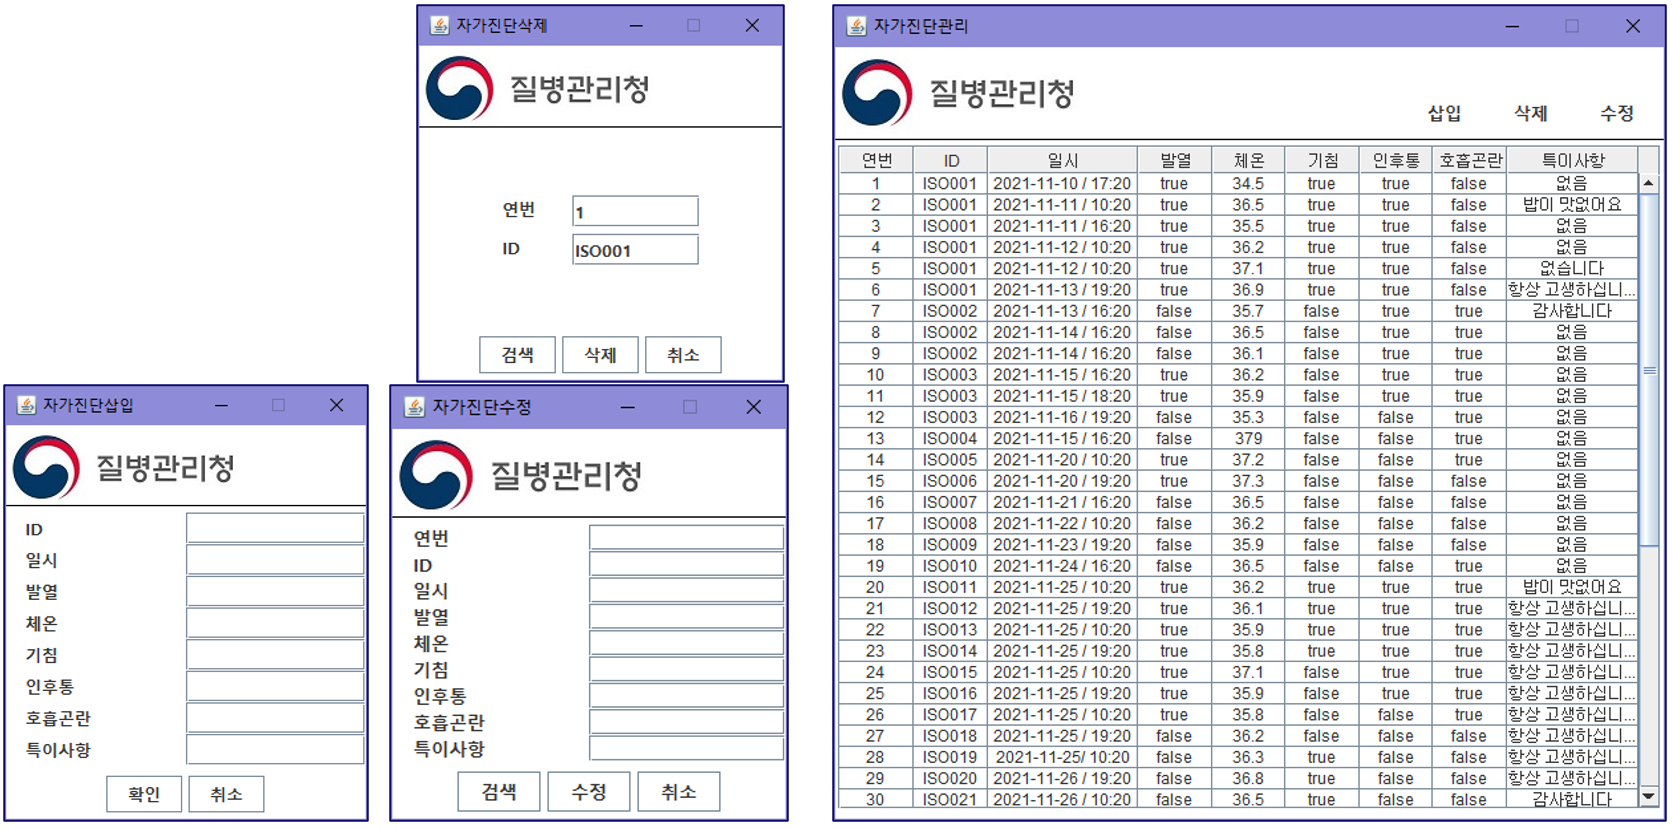 자가진단삭제
질병관리청
연번 1
ID ISO001
검색 삭제 취소
자가진단삽입
질병관리청
ID
일시
발열
체온
기침
인후통
호흡곤란
특이사항
확인 취소
자가진단수정
질병관리청
연번
ID
일시
발열
체온
기침
인후통
호흡곤란
특이사항
검색 수정 취소
자가진단관리
질병관리청
삽입 삭제 수정
연번 ID 일시 발열 체온 기침 인후통 호흡곤란 특이사항
1 ISO001 2021-11-10 / 17:20 true 34.5 true true false 없음
2 ISO001 2021-11-11 / 10:20 true 36.5 true true false 밥이 맛없어요
3 ISO001 2021-11-11 / 16:20 true 35.5 true true false 없음
4 ISO001 2021-11-12 / 10:20 true 36.2 true true false 없음
5 ISO001 2021-11-12 / 10:20 true 37.1 true true false 없습니다
6 ISO001 2021-11-13 / 19:20 true 36.9 true true false 항상 고생하십니...
7 ISO002 2021-11-13 / 16:20 false 35.7 false true true 감사합니다
8 ISO002 2021-11-14 / 16:20 false 36.5 false true true 없음
9 ISO002 2021-11-14 / 16:20 false 36.1 false true true 없음
10 ISO003 2021-11-15 / 16:20 true 36.2 false true true 없음
11 ISO003 2021-11-15 / 18:20 true 35.9 false true true 없음
12 ISO003 2021-11-16 / 19:20 false 35.3 false false true 없음
13 ISO004 2021-11-15 / 16:20 false 379 false false true 없음
14 ISO005 2021-11-20 / 10:20 true 37.2 false false true 없음
15 ISO006 2021-11-20 / 19:20 true 37.3 false false false 없음
16 ISO007 2021-11-21 / 16:20 false 36.5 false false false 없음
17 ISO008 2021-11-22 / 10:20 false 36.2 false false false 없음
18 ISO009 2021-11-23 / 19:20 false 35.9 false false false 없음
19 ISO010 2021-11-24 / 16:20 false 36.5 false false false 없음
20 ISO011 2021-11-25 / 10:20 true 36.2 true true true 밥이 맛없어요
21 ISO012 2021-11-25 / 19:20 true 36.1 true true true 항상 고생하십니...
22 ISO013 2021-11-25 / 10:20 true 35.9 true true true 항상 고생하십니...
23 ISO014 2021-11-25 / 19:20 true 35.8 true true true 항상 고생하십니...
24 ISO015 2021-11-25 / 10:20 true 37.1 false true true 항상 고생하십니...
25 ISO016 2021-11-25 / 19:20 true 35.9 false false true 항상 고생하십니...
26 ISO017 2021-11-25 / 10:20 true 35.8 false false true 항상 고생하십니...
27 ISO018 2021-11-25 / 19:20 false 36.2 false false false 항상 고생하십니...
28 ISO019 2021-11-25/ 10:20 false 36.3 true false false 항상 고생하십니...
29 ISO020 2021-11-26 / 19:20 false 36.8 true false false 항상 고생하십니...
30 ISO021 2021-11-26 / 10:20 false 36.5 true false false 감사합니다